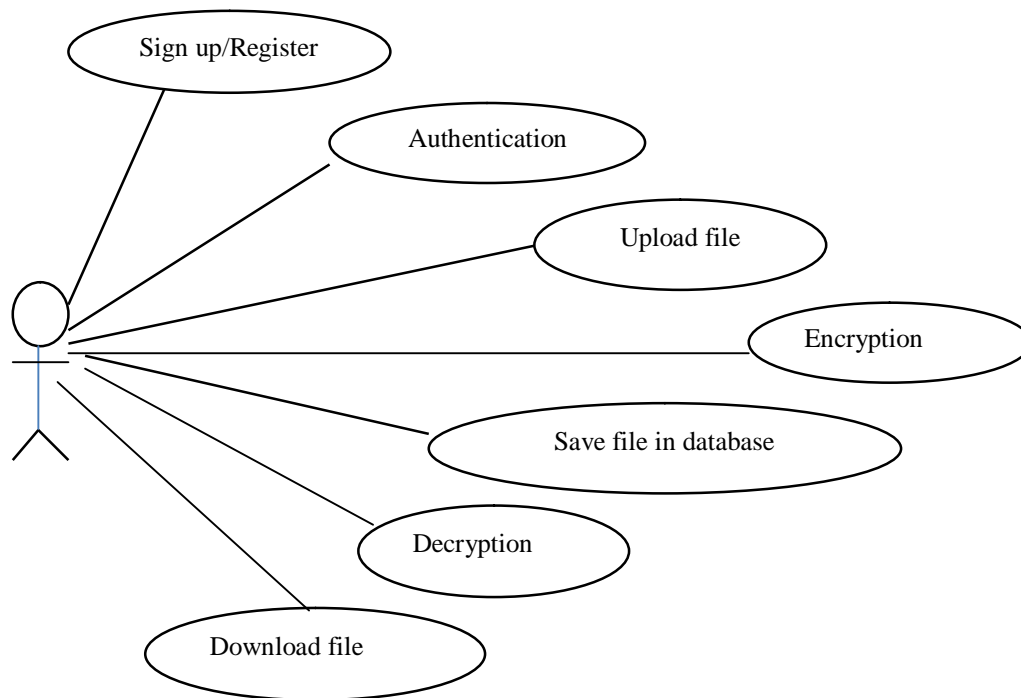 Sign up/Register
Authentication
Upload file
Encryption
Save file in database
Decryption
Download file